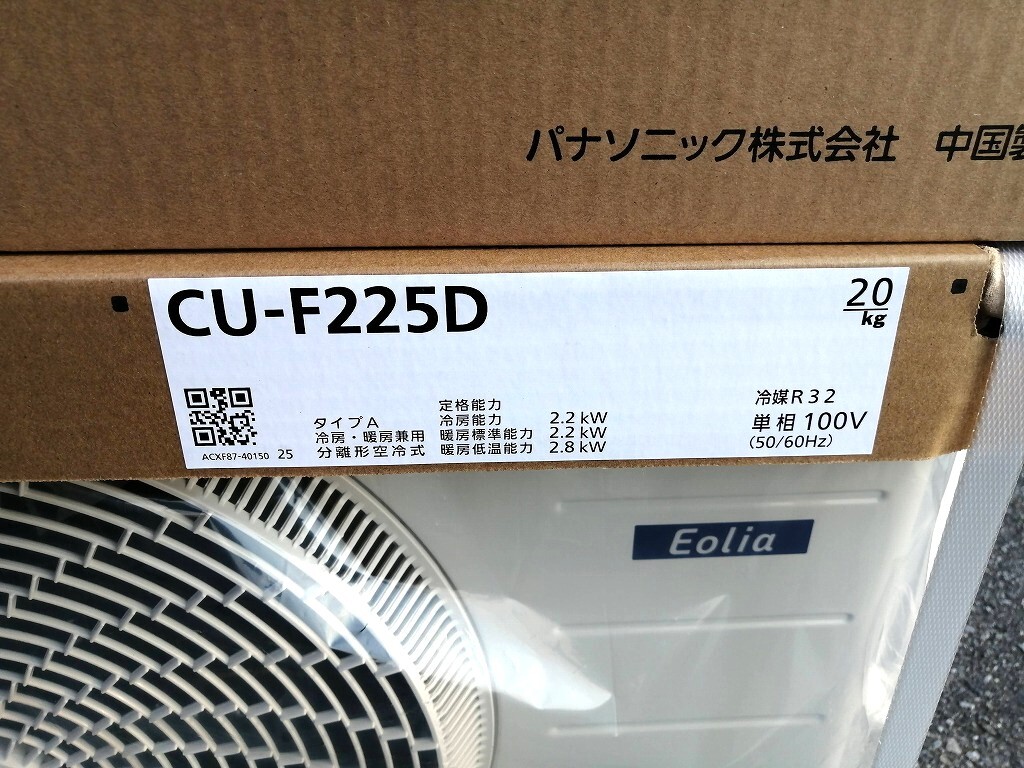 パナソニック株式会社 中国製
CU-F225D
20
kg
タイプA
冷房・暖房兼用
分離形空冷式
定格能力
冷房能力 2.2 kW
暖房標準能力 2.2 kW
暖房低温能力 2.8 kW
冷媒R32
単相100V
(50/60Hz)
ACXF87-40150 25
Eolia